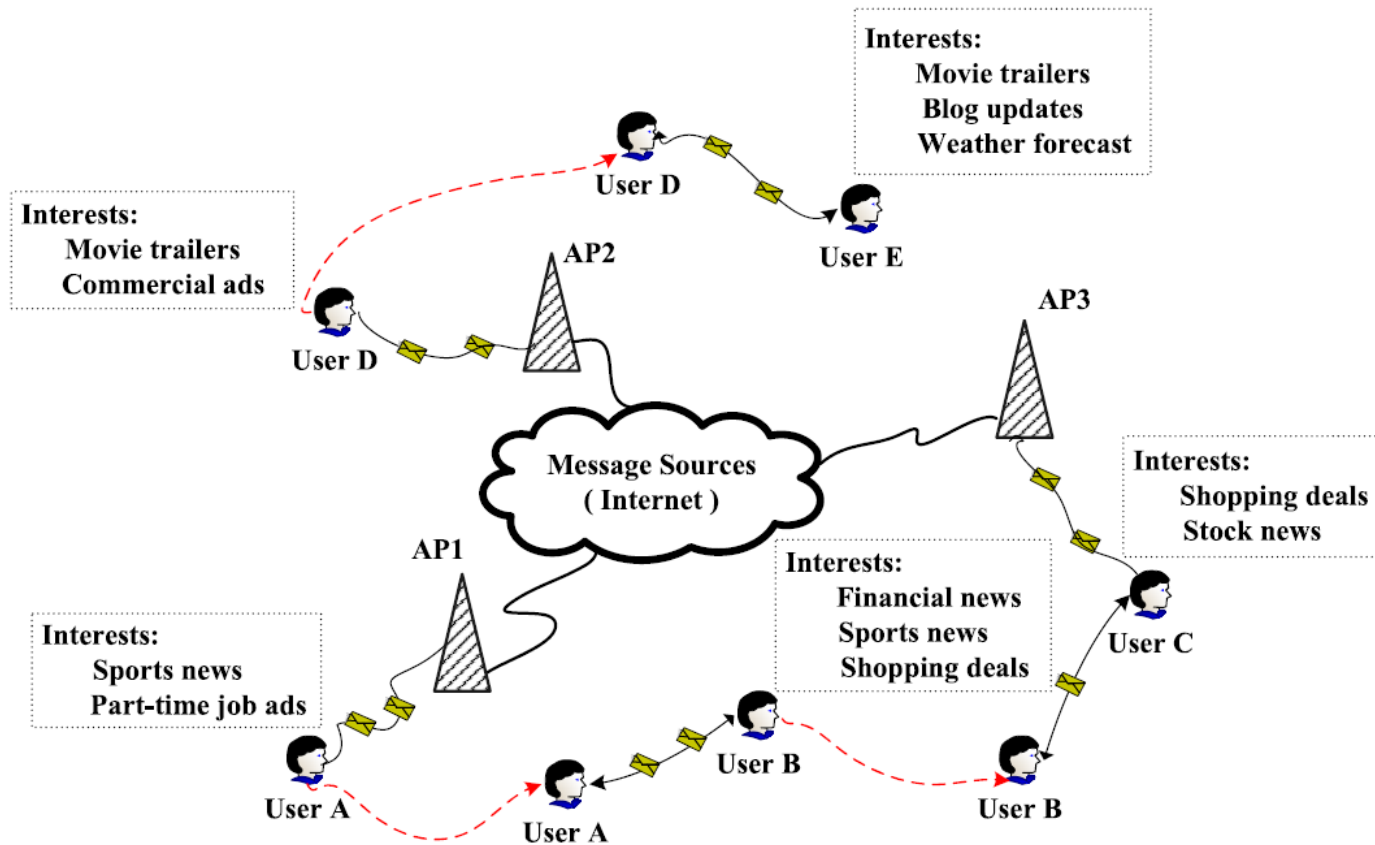 Interests:
Movie trailers
Blog updates
Weather forecast
User D
User E
Interests:
Movie trailers
Commercial ads
User D
AP2
AP3
Message Sources
( Internet )
Interests:
Shopping deals
Stock news
AP1
Interests:
Financial news
Sports news
Shopping deals
User C
Interests:
Sports news
Part-time job ads
User A
User A
User B
User B